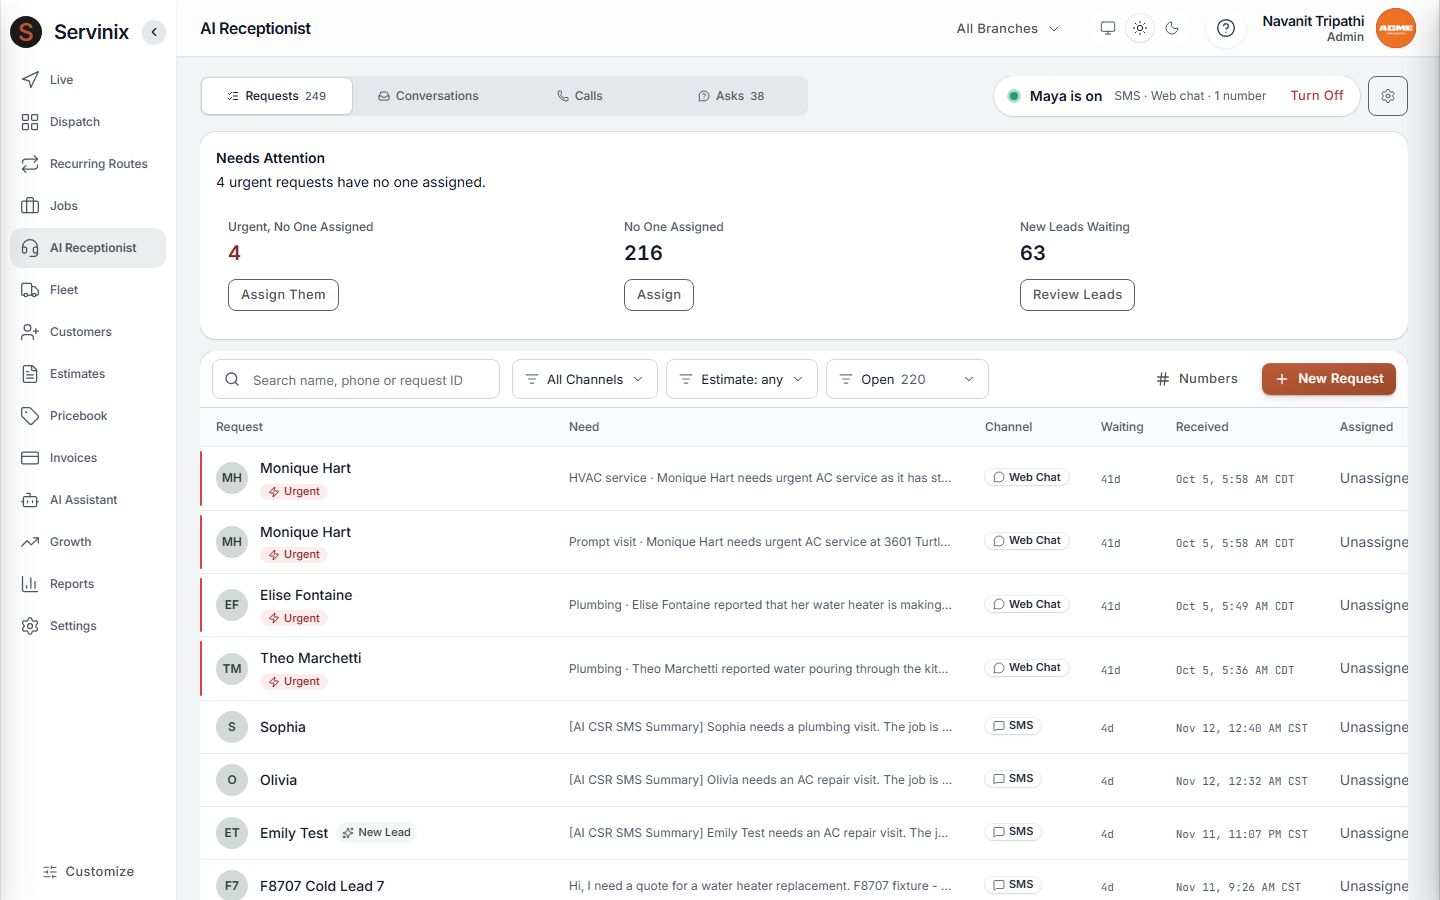 S Servinix
AI Receptionist
All Branches
Navanit Tripathi
Admin
ACME
Live
Dispatch
Recurring Routes
Jobs
AI Receptionist
Fleet
Customers
Estimates
Pricebook
Invoices
AI Assistant
Growth
Reports
Settings
Customize
Requests 249
Conversations
Calls
Asks 38
Maya is on SMS · Web chat · 1 number Turn Off
Needs Attention
4 urgent requests have no one assigned.
Urgent, No One Assigned
4
Assign Them
No One Assigned
216
Assign
New Leads Waiting
63
Review Leads
Search name, phone or request ID
All Channels
Estimate: any
Open 220
Numbers
New Request
Request Need Channel Waiting Received Assigned
MH Monique Hart
Urgent
HVAC service · Monique Hart needs urgent AC service as it has st... Web Chat 41d Oct 5, 5:58 AM CDT Unassigne
MH Monique Hart
Urgent
Prompt visit · Monique Hart needs urgent AC service at 3601 Turtl... Web Chat 41d Oct 5, 5:58 AM CDT Unassigne
EF Elise Fontaine
Urgent
Plumbing · Elise Fontaine reported that her water heater is making... Web Chat 41d Oct 5, 5:49 AM CDT Unassigne
TM Theo Marchetti
Urgent
Plumbing · Theo Marchetti reported water pouring through the kit... Web Chat 41d Oct 5, 5:36 AM CDT Unassigne
S Sophia [AI CSR SMS Summary] Sophia needs a plumbing visit. The job is ... SMS 4d Nov 12, 12:40 AM CST Unassigne
O Olivia [AI CSR SMS Summary] Olivia needs an AC repair visit. The job is ... SMS 4d Nov 12, 12:32 AM CST Unassigne
ET Emily Test New Lead [AI CSR SMS Summary] Emily Test needs an AC repair visit. The j... SMS 4d Nov 11, 11:07 PM CST Unassigne
F7 F8707 Cold Lead 7 Hi, I need a quote for a water heater replacement. F8707 fixture - ... SMS 4d Nov 11, 9:26 AM CST Unassigne